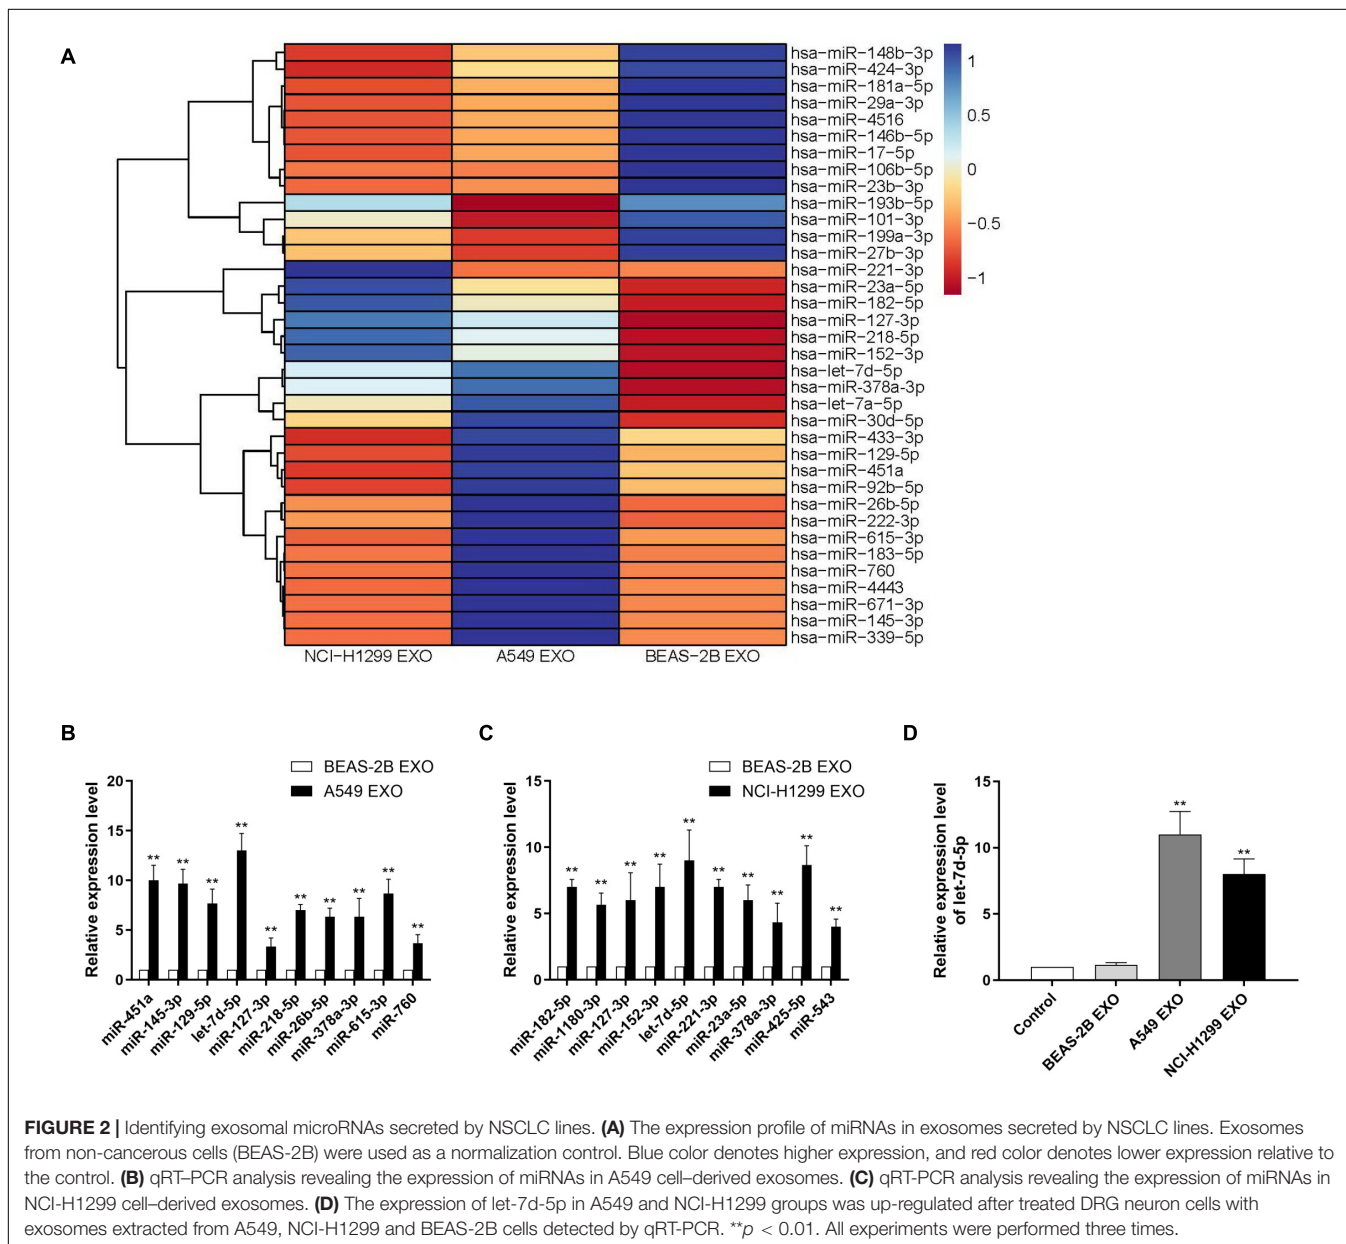 A
hsa−miR−148b−3p
hsa−miR−424−3p
hsa−miR−181a−5p
hsa−miR−29a−3p
hsa−miR−4516
hsa−miR−146b−5p
hsa−miR−17−5p
hsa−miR−106b−5p
hsa−miR−23b−3p
hsa−miR−193b−5p
hsa−miR−101−3p
hsa−miR−199a−3p
hsa−miR−27b−3p
hsa−miR−221−3p
hsa−miR−23a−5p
hsa−miR−182−5p
hsa−miR−127-3p
hsa−miR−218-5p
hsa−miR−152−3p
hsa−let−7d−5p
hsa−miR-378a-3p
hsa−let−7a−5p
hsa−miR−30d−5p
hsa−miR−433−3p
hsa−miR−129-5p
hsa−miR−451a
hsa−miR−92b−5p
hsa−miR−26b-5p
hsa−miR−222-3p
hsa−miR−615−3p
hsa−miR−183−5p
hsa−miR−760
hsa−miR−4443
hsa−miR−671−3p
hsa−miR−145−3p
hsa−miR−339−5p
1
0.5
0
−0.5
−1
NCI−H1299 EXO A549 EXO BEAS−2B EXO
B
BEAS-2B EXO
A549 EXO
Relative expression level
20
15
10
5
0
** ** ** ** ** ** ** ** ** **
miR-451a
miR-145-3p
miR-129-5p
let-7d-5p
miR-127-3p
miR-218-5p
miR-26b-5p
miR-378a-3p
miR-615-3p
miR-760
C
BEAS-2B EXO
NCI-H1299 EXO
Relative expression level
15
10
5
0
** ** ** ** ** ** ** ** ** **
miR-182-5p
miR-1180-3p
miR-127-3p
miR-152-3p
let-7d-5p
miR-221-3p
miR-23a-5p
miR-378a-3p
miR-425-5p
miR-543
D
Relative expression level
of let-7d-5p
15
10
5
0
** **
Control
BEAS-2B EXO
A549 EXO
NCI-H1299 EXO
FIGURE 2 | Identifying exosomal microRNAs secreted by NSCLC lines. (A) The expression profile of miRNAs in exosomes secreted by NSCLC lines. Exosomes
from non-cancerous cells (BEAS-2B) were used as a normalization control. Blue color denotes higher expression, and red color denotes lower expression relative to
the control. (B) qRT–PCR analysis revealing the expression of miRNAs in A549 cell–derived exosomes. (C) qRT-PCR analysis revealing the expression of miRNAs in
NCI-H1299 cell–derived exosomes. (D) The expression of let-7d-5p in A549 and NCI-H1299 groups was up-regulated after treated DRG neuron cells with
exosomes extracted from A549, NCI-H1299 and BEAS-2B cells detected by qRT-PCR. **p < 0.01. All experiments were performed three times.